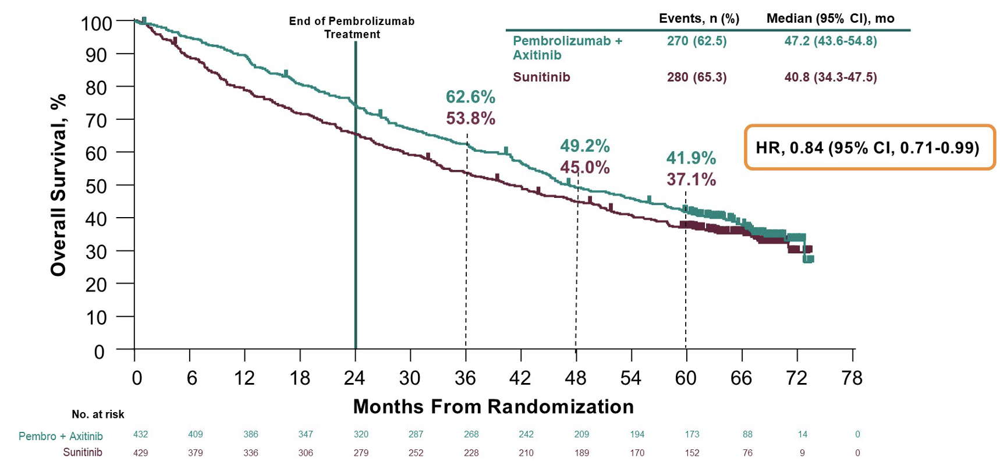 End of Pembrolizumab
Treatment
Events, n (%) Median (95% CI), mo
Pembrolizumab + 270 (62.5) 47.2 (43.6-54.8)
Axitinib
Sunitinib 280 (65.3) 40.8 (34.3-47.5)
62.6%
53.8%
49.2%
45.0%
41.9%
37.1%
HR, 0.84 (95% CI, 0.71-0.99)
Overall Survival, %
100
90
80
70
60
50
40
30
20
10
0
0 6 12 18 24 30 36 42 48 54 60 66 72 78
Months From Randomization
No. at risk
Pembro + Axitinib 432 409 386 347 320 287 268 242 209 194 173 88 14 0
Sunitinib 429 379 336 306 279 252 228 210 189 170 152 76 9 0